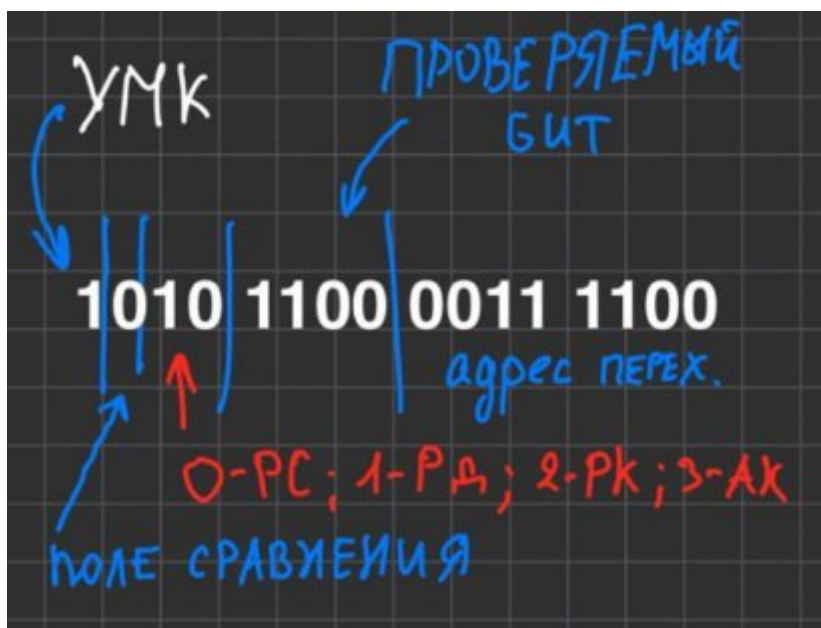 УМК
ПРОВЕРЯЕМЫЙ
БИТ
1010 1100 0011 1100
адрес ПЕРЕХ.
0-РС; 1-РД; 2-РК; 3-АК
ПОЛЕ СРАВНЕНИЯ